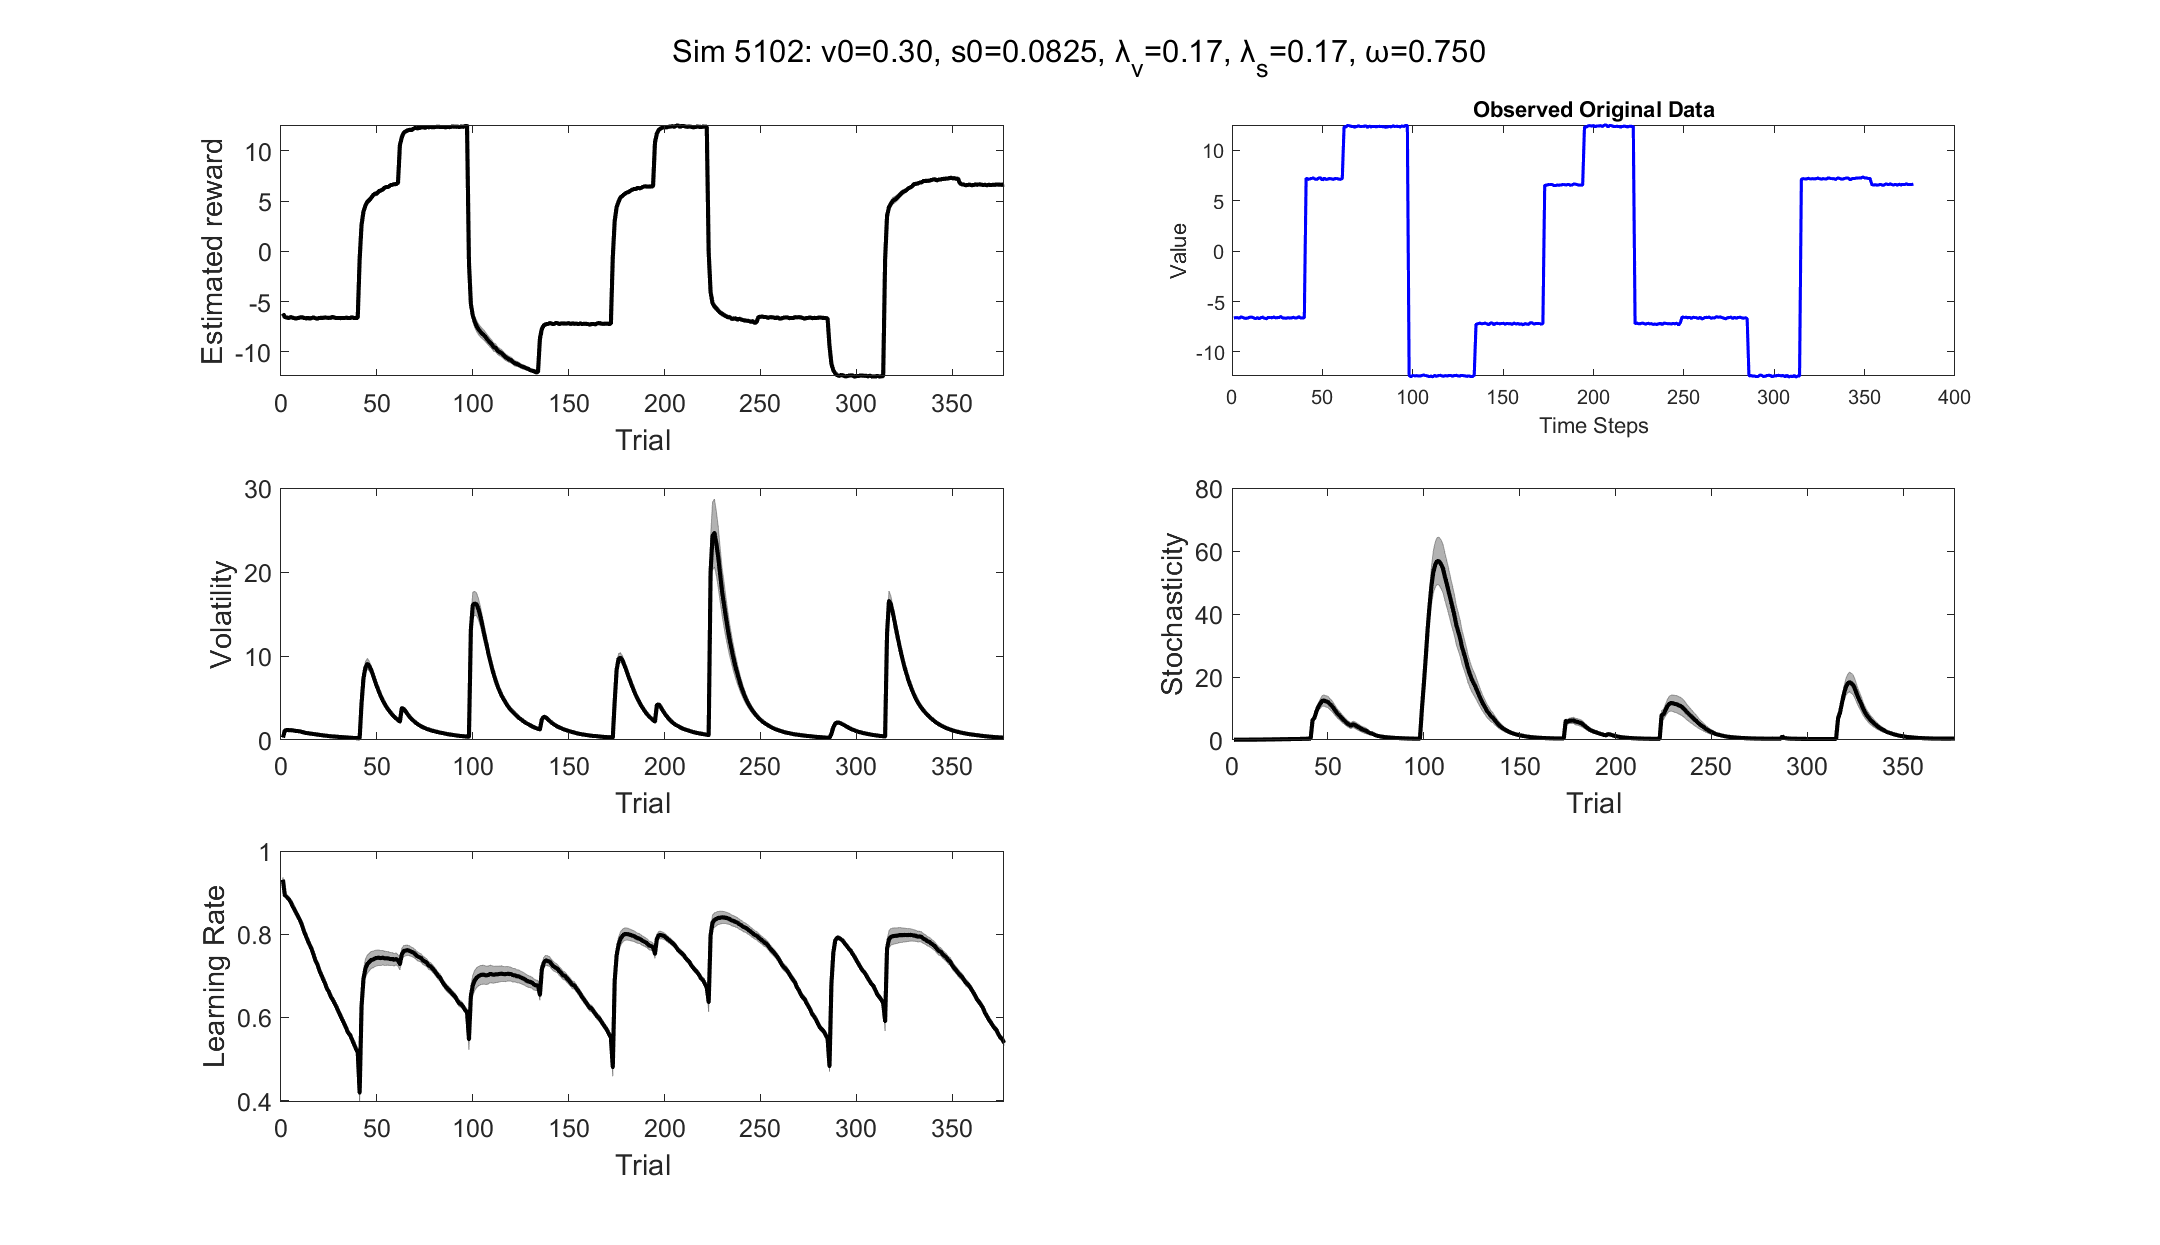 Sim 5102: v0=0.30, s0=0.0825, λv=0.17, λs=0.17, ω=0.750
Estimated reward
10
5
0
-5
-10
0 50 100 150 200 250 300 350
Trial
Observed Original Data
Value
10
5
0
-5
-10
0 50 100 150 200 250 300 350 400
Time Steps
Volatility
30
20
10
0
0 50 100 150 200 250 300 350
Trial
Stochasticity
80
60
40
20
0
0 50 100 150 200 250 300 350
Trial
Learning Rate
1
0.8
0.6
0.4
0 50 100 150 200 250 300 350
Trial